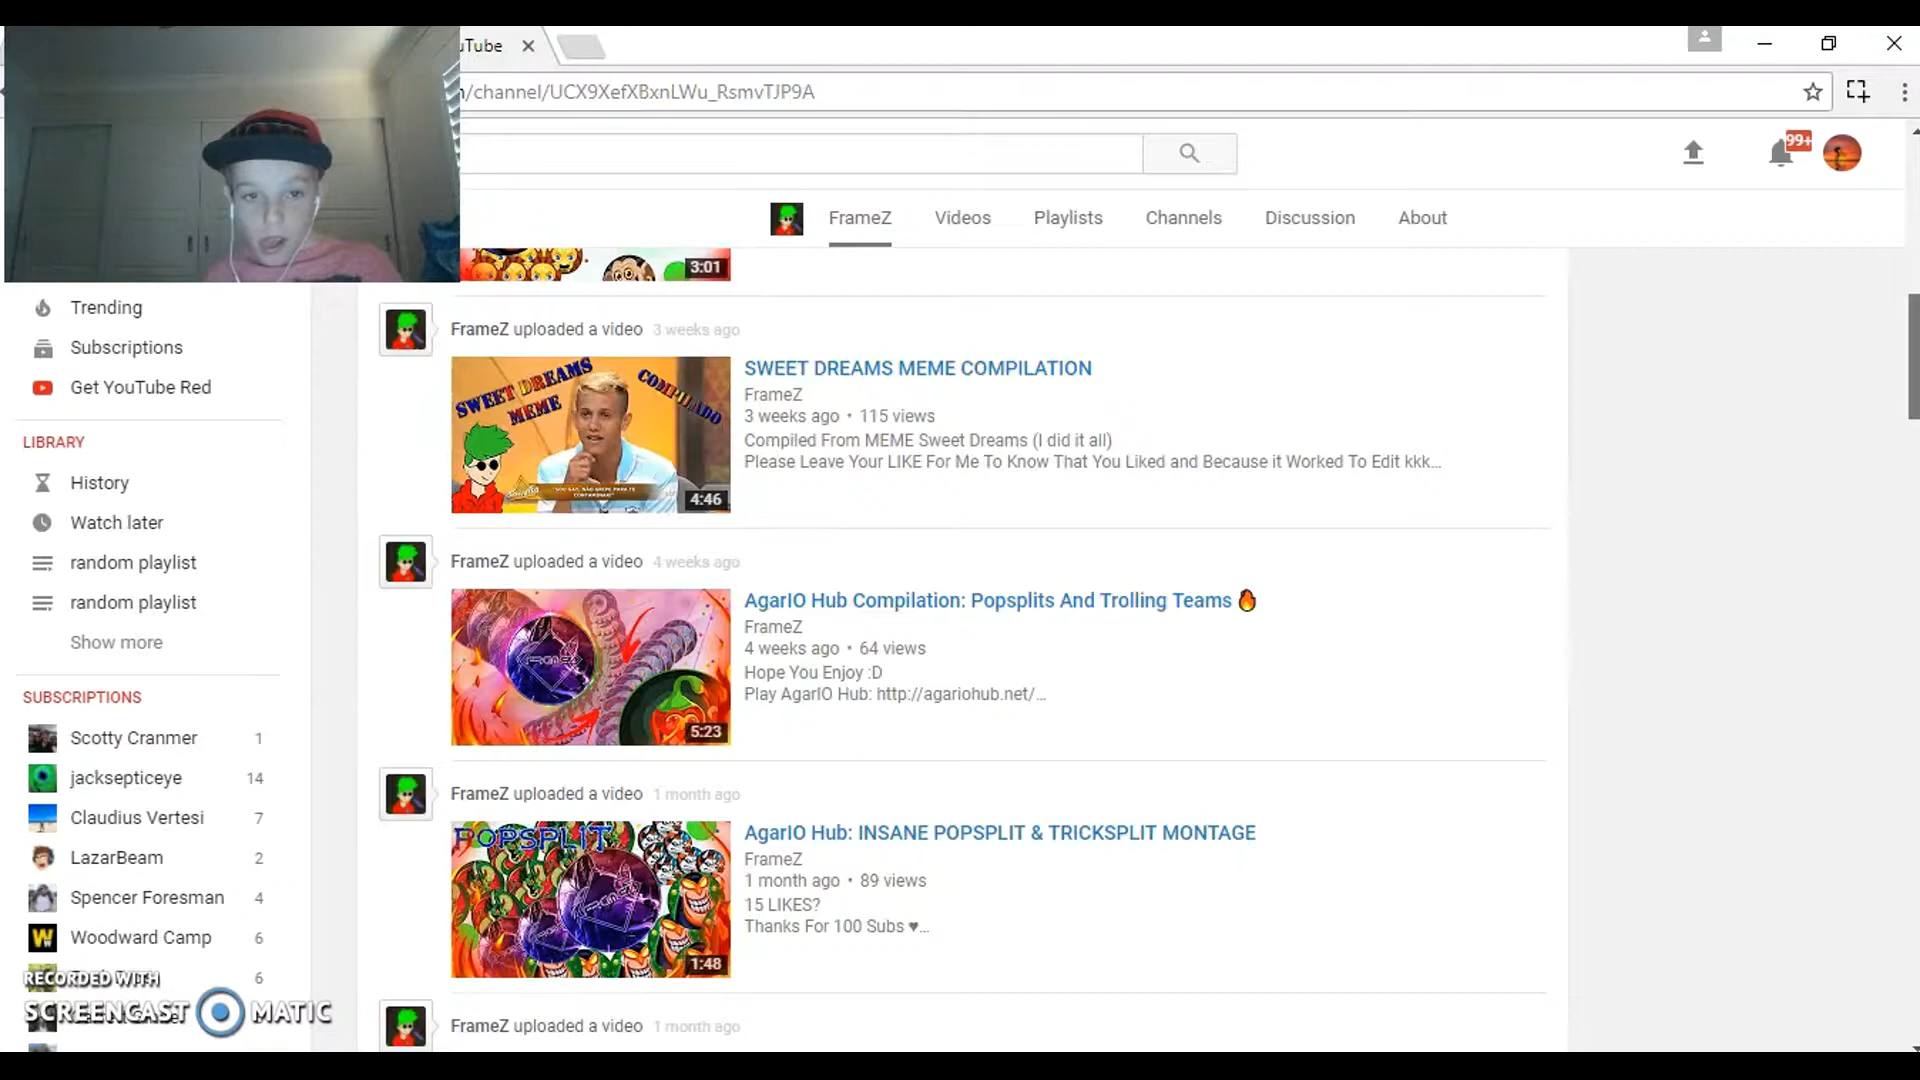 uTube
h/channel/UCX9XefXBxnLWu_RsmvTJP9A
99+
FrameZ
Videos
Playlists
Channels
Discussion
About
3:01
Trending
Subscriptions
Get YouTube Red
LIBRARY
History
Watch later
random playlist
random playlist
Show more
SUBSCRIPTIONS
Scotty Cranmer 1
jacksepticeye 14
Claudius Vertesi 7
LazarBeam 2
Spencer Foresman 4
Woodward Camp 6
6
RECORDED WITH
SCREENCAST MATIC
FrameZ uploaded a video 3 weeks ago
SWEET DREAMS
MEME
COMPILADO
4:46
SWEET DREAMS MEME COMPILATION
FrameZ
3 weeks ago • 115 views
Compiled From MEME Sweet Dreams (I did it all)
Please Leave Your LIKE For Me To Know That You Liked and Because it Worked To Edit kkk...
FrameZ uploaded a video 4 weeks ago
5:23
AgarIO Hub Compilation: Popsplits And Trolling Teams 🔥
FrameZ
4 weeks ago • 64 views
Hope You Enjoy :D
Play AgarIO Hub: http://agariohub.net/...
FrameZ uploaded a video 1 month ago
POPSPLIT
1:48
AgarIO Hub: INSANE POPSPLIT & TRICKSPLIT MONTAGE
FrameZ
1 month ago • 89 views
15 LIKES?
Thanks For 100 Subs ♥...
FrameZ uploaded a video 1 month ago